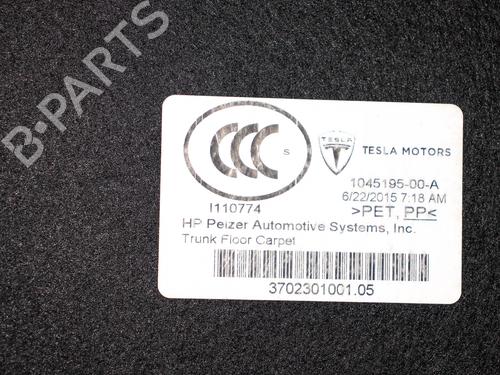 B-PARTS
CCC
S
TESLA
TESLA MOTORS
1045195-00-A
6/22/2015 7:18 AM
I110774
>PET, PP<
HP Pelzer Automotive Systems, Inc.
Trunk Floor Carpet
3702301001.05